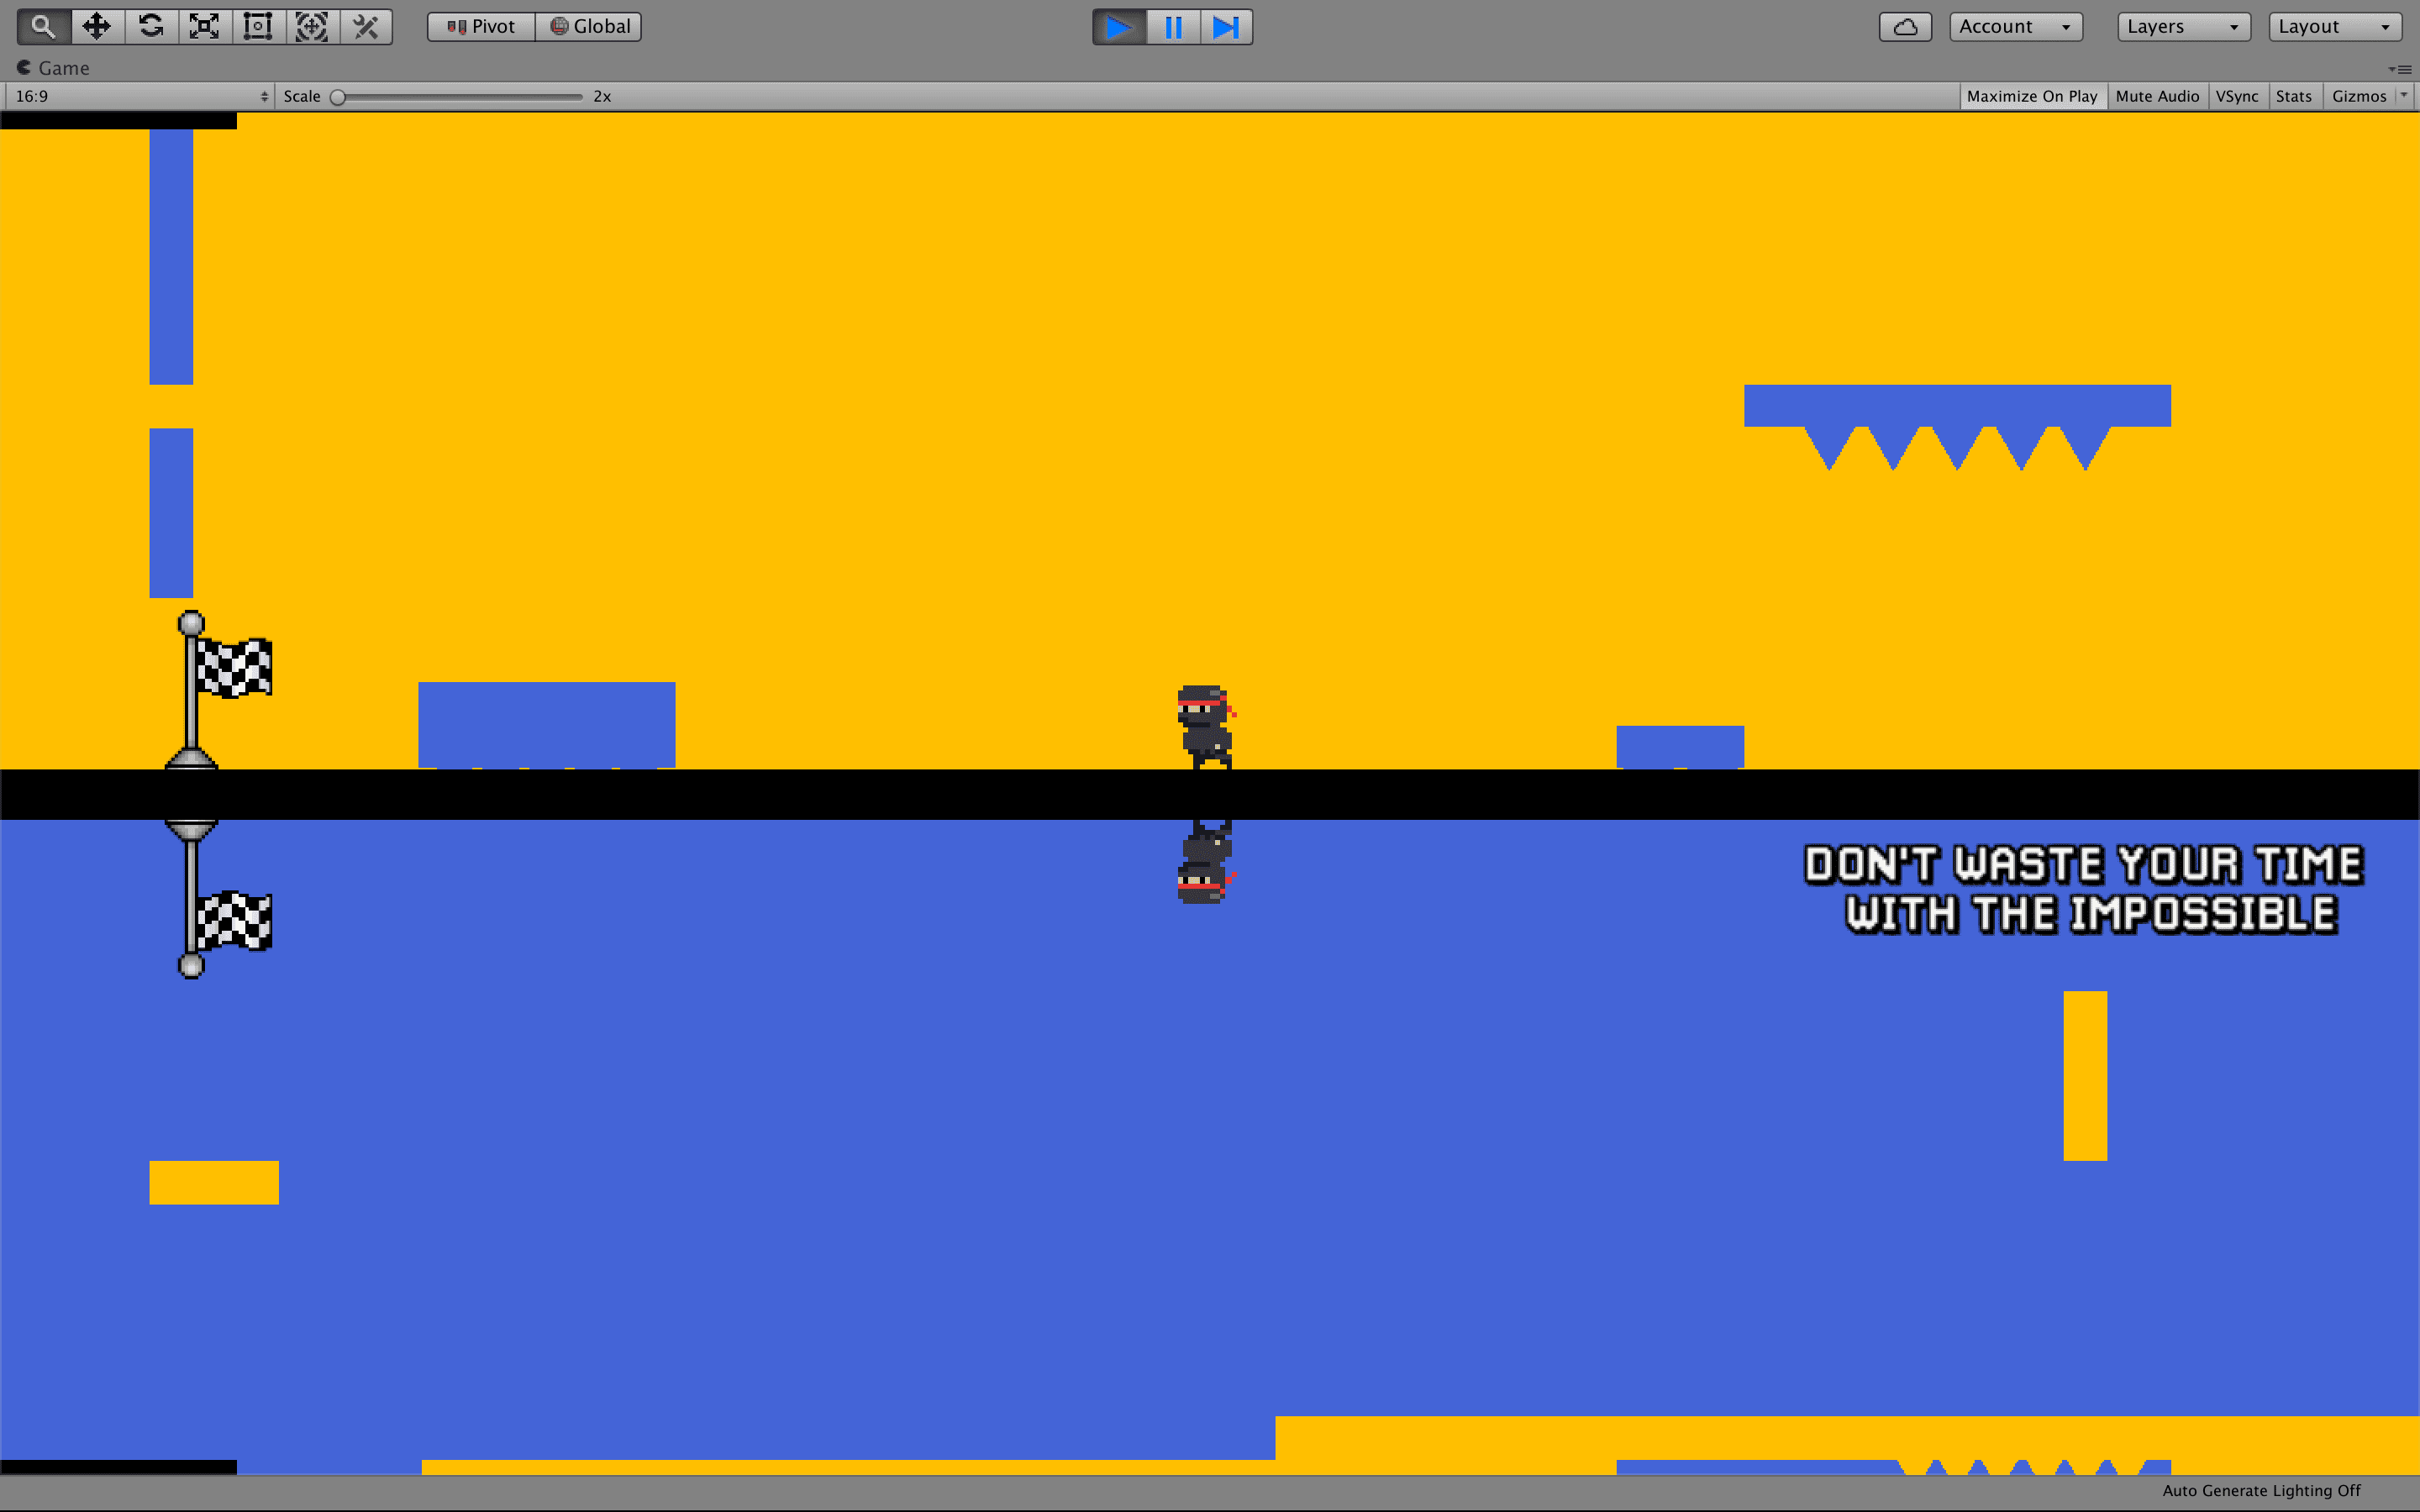 Pivot Global Account Layers Layout
Game
16:9 Scale 2x Maximize On Play Mute Audio VSync Stats Gizmos
DON'T WASTE YOUR TIME
WITH THE IMPOSSIBLE
Auto Generate Lighting Off